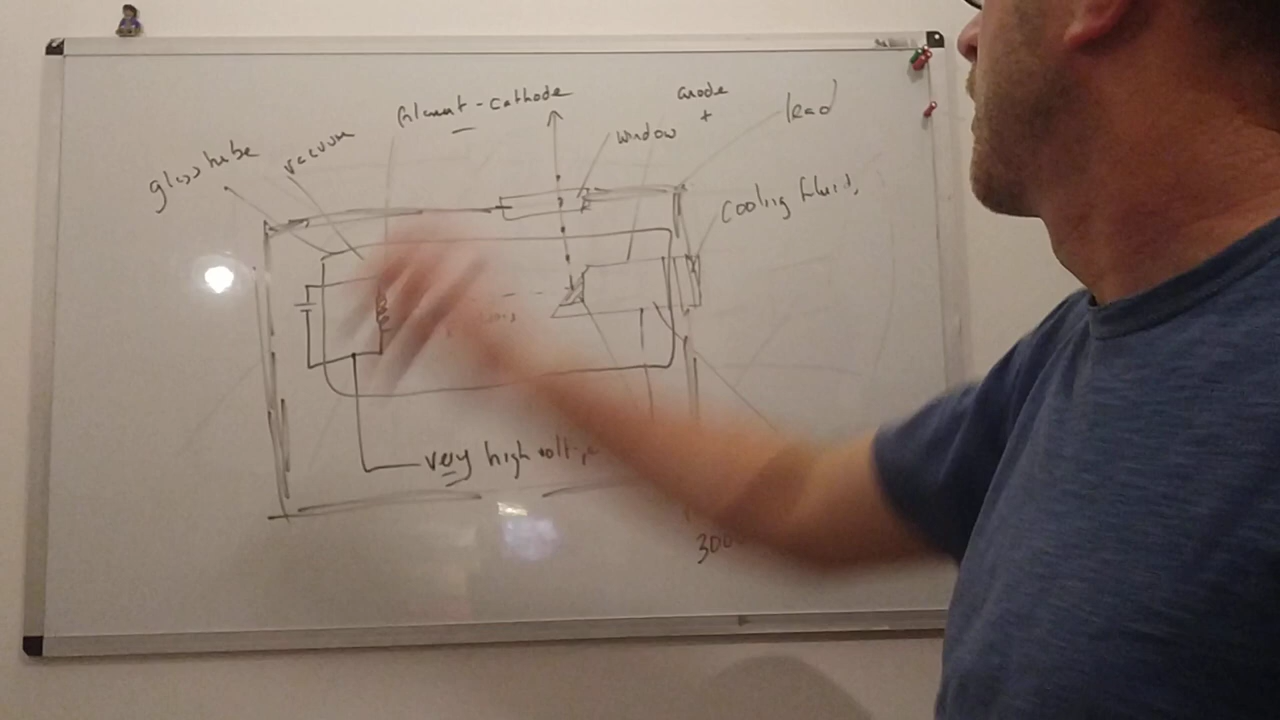 filament - cathode
anode
+
lead
window
glass tube
vacuum
cooling fluid
very high volt
300